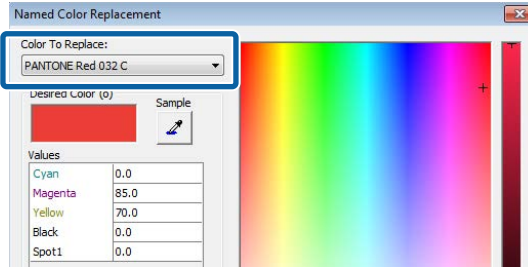 Named Color Replacement
Color To Replace:
PANTONE Red 032 C
Desired Color (o)
Sample
Values
Cyan 0.0
Magenta 85.0
Yellow 70.0
Black 0.0
Spot1 0.0